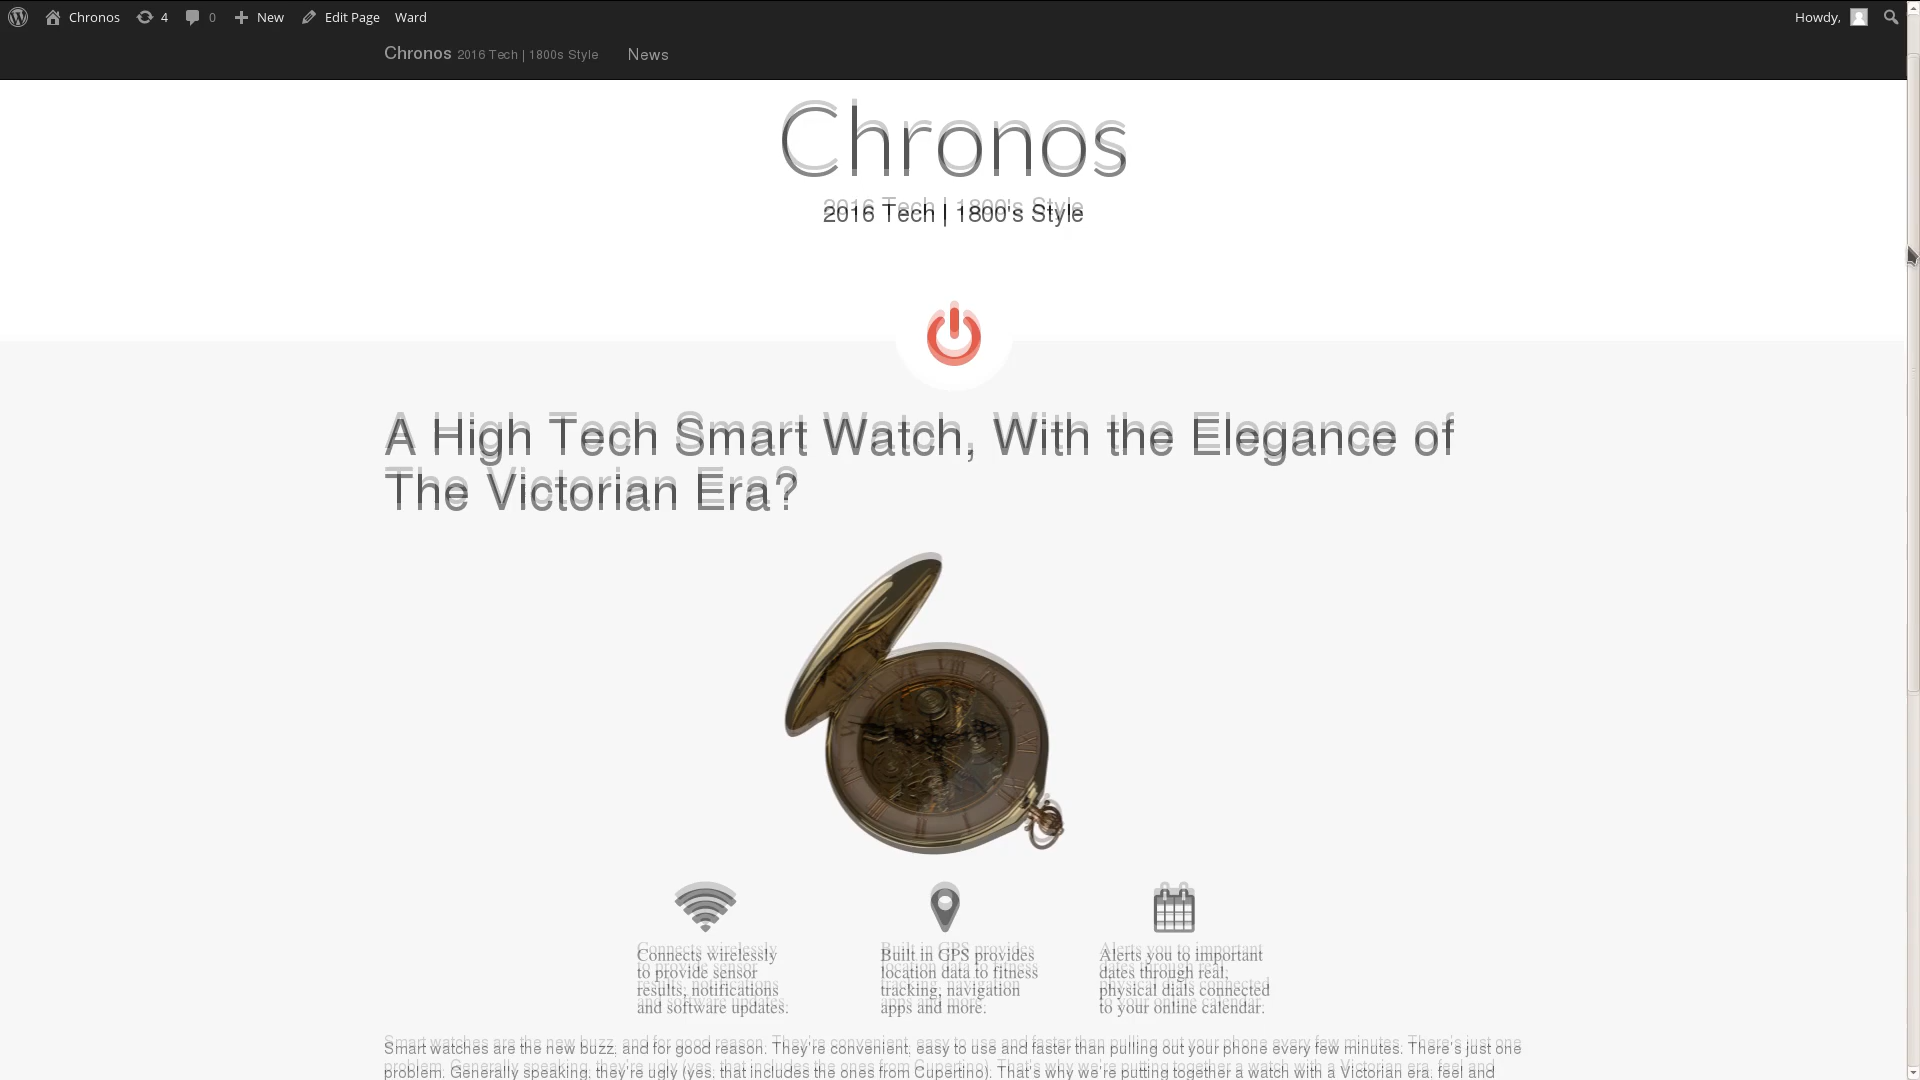 Chronos 4 0 New Edit Page Ward Howdy,
Chronos 2016 Tech | 1800s Style News
Chronos
2016 Tech | 1800's Style
A High Tech Smart Watch, With the Elegance of
The Victorian Era?
Connects wirelessly
to provide sensor
results, notifications
and software updates.
Built in GPS provides
location data to fitness
tracking, navigation
apps and more.
Alerts you to important
dates through real,
physical dials connected
to your online calendar.
Smart watches are the new buzz, and for good reason. They're convenient, easy to use and faster than pulling out your phone every few minutes. There's just one
problem. Generally speaking, they're ugly (yes, that includes the ones from Cupertino). That's why we're putting together a watch with a Victorian era, feel and